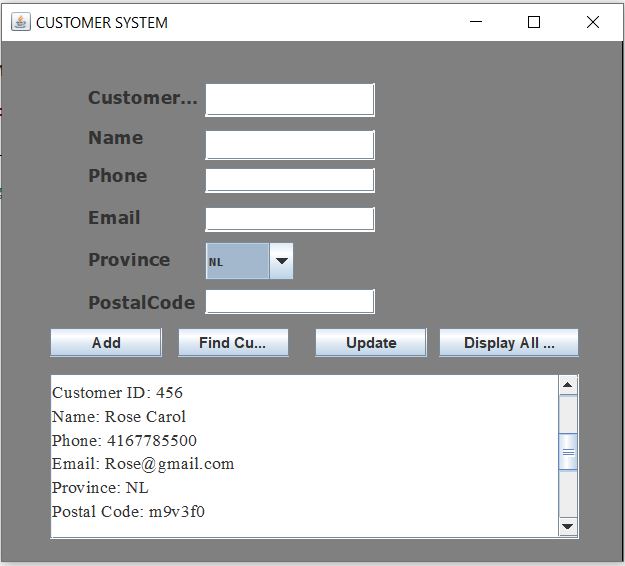 CUSTOMER SYSTEM
Customer...
Name
Phone
Email
Province NL
PostalCode
Add Find Cu... Update Display All ...
Customer ID: 456
Name: Rose Carol
Phone: 4167785500
Email: Rose@gmail.com
Province: NL
Postal Code: m9v3f0